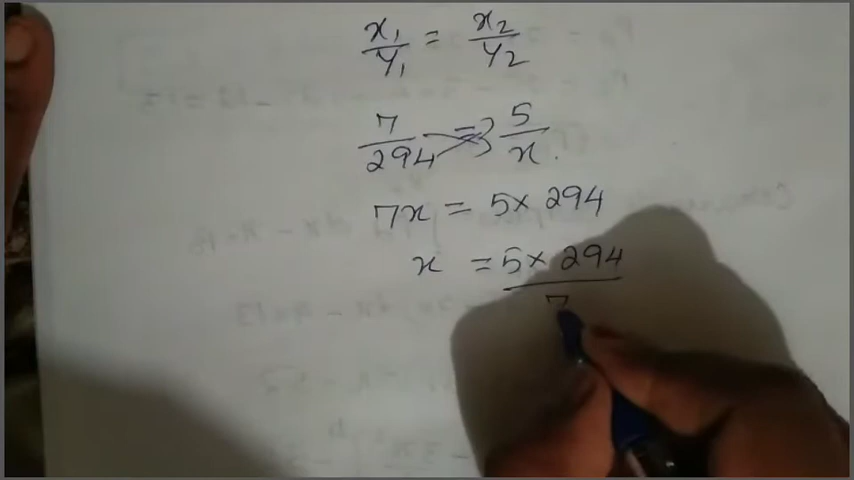 x₁/y₁ = x₂/y₂
7/294 = 5/x.
7x = 5 × 294
x = 5 × 294 / 7